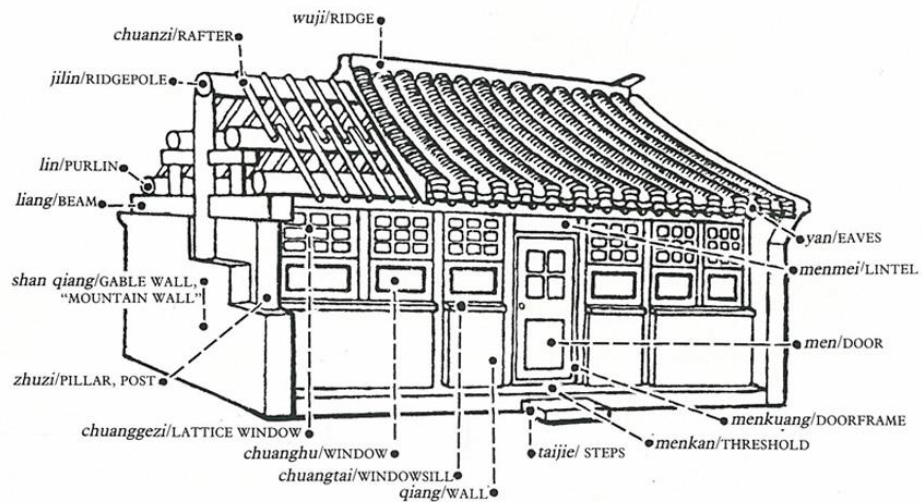 wuji/RIDGE
chuanzi/RAFTER
jilin/RIDGEPOLE
lin/PURLIN
liang/BEAM
yan/EAVES
menmei/LINTEL
shan qiang/GABLE WALL,
"MOUNTAIN WALL"
men/DOOR
zhuzi/PILLAR, POST
menkuang/DOORFRAME
chuanggezi/LATTICE WINDOW
menkan/THRESHOLD
chuanghu/WINDOW
taijie/ STEPS
chuangtai/WINDOWSILL
qiang/WALL